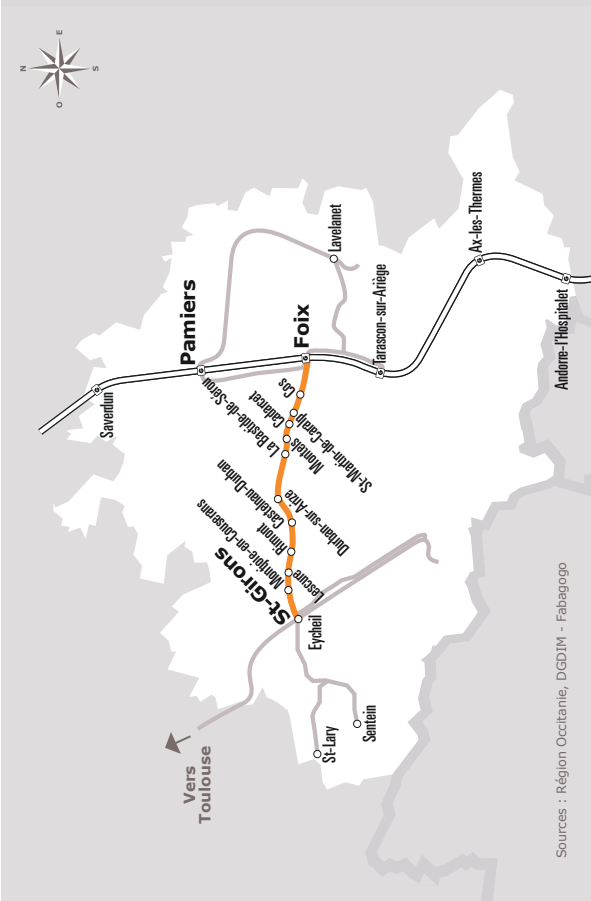 N
E
S
O
Saverdun
Pamiers
Lavelanet
Foix
Tarascon-sur-Ariège
Ax-les-Thermes
Andorre-l'Hospitalet
Cos
St-Martin-de-Caralp
Cadarcet
Montels
La Bastide-de-Sérou
Durban-sur-Arize
Castelnau-Durban
Rimont
Lescure
Montjoie-en-Couserans
St-Girons
Eycheil
St-Lary
Sentein
Vers
Toulouse
Sources : Région Occitanie, DGDIM - Fabagogo